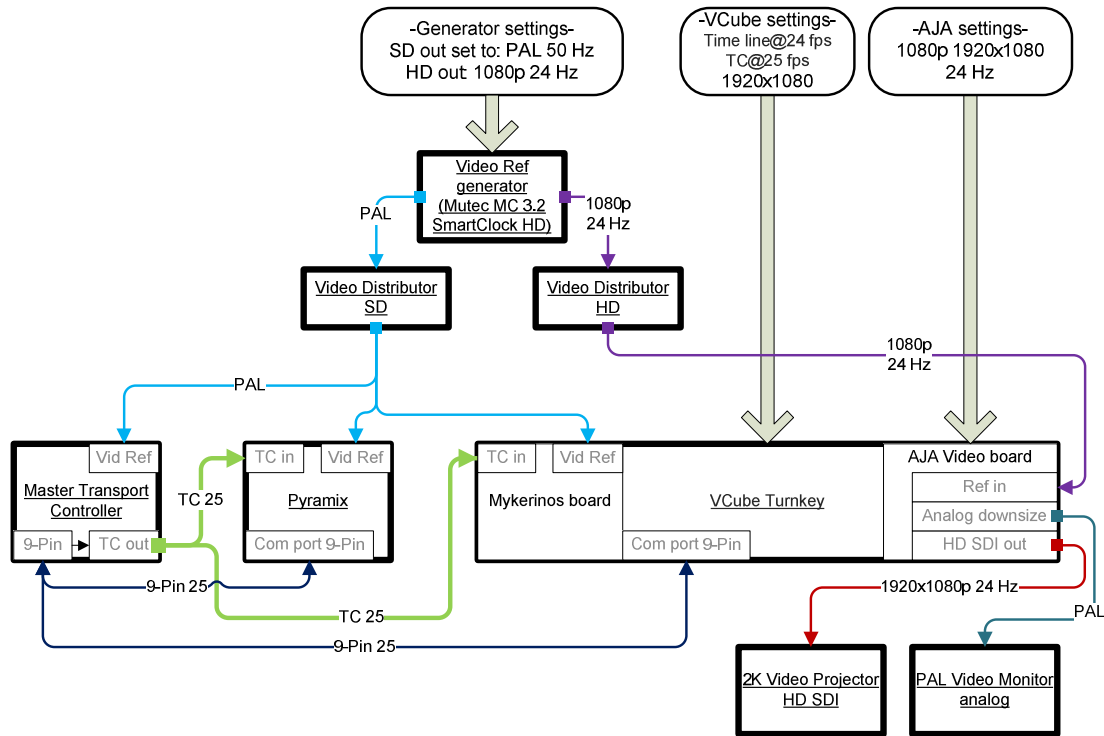 -Generator settings-
SD out set to: PAL 50 Hz
HD out: 1080p 24 Hz
-VCube settings-
Time line@24 fps
TC@25 fps
1920x1080
-AJA settings-
1080p 1920x1080
24 Hz
Video Ref
generator
(Mutec MC 3.2
SmartClock HD)
PAL
1080p
24 Hz
Video Distributor
SD
Video Distributor
HD
1080p
24 Hz
PAL
Vid Ref
Master Transport
Controller
9-Pin
TC out
TC 25
TC in
Vid Ref
Pyramix
Com port 9-Pin
TC in
Vid Ref
Mykerinos board
VCube Turnkey
Com port 9-Pin
AJA Video board
Ref in
Analog downsize
HD SDI out
9-Pin 25
TC 25
9-Pin 25
1920x1080p 24 Hz
PAL
2K Video Projector
HD SDI
PAL Video Monitor
analog